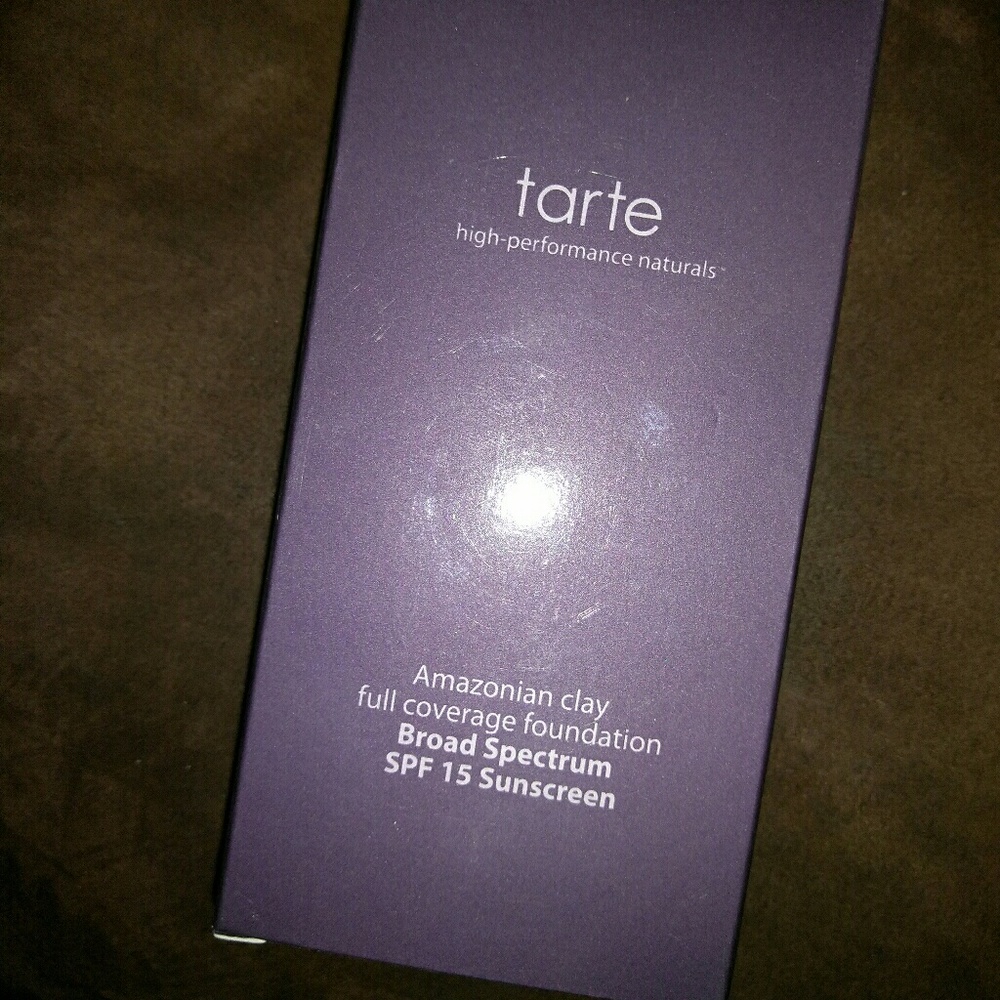 tarte
high-performance naturals™
Amazonian clay
full coverage foundation
Broad Spectrum
SPF 15 Sunscreen